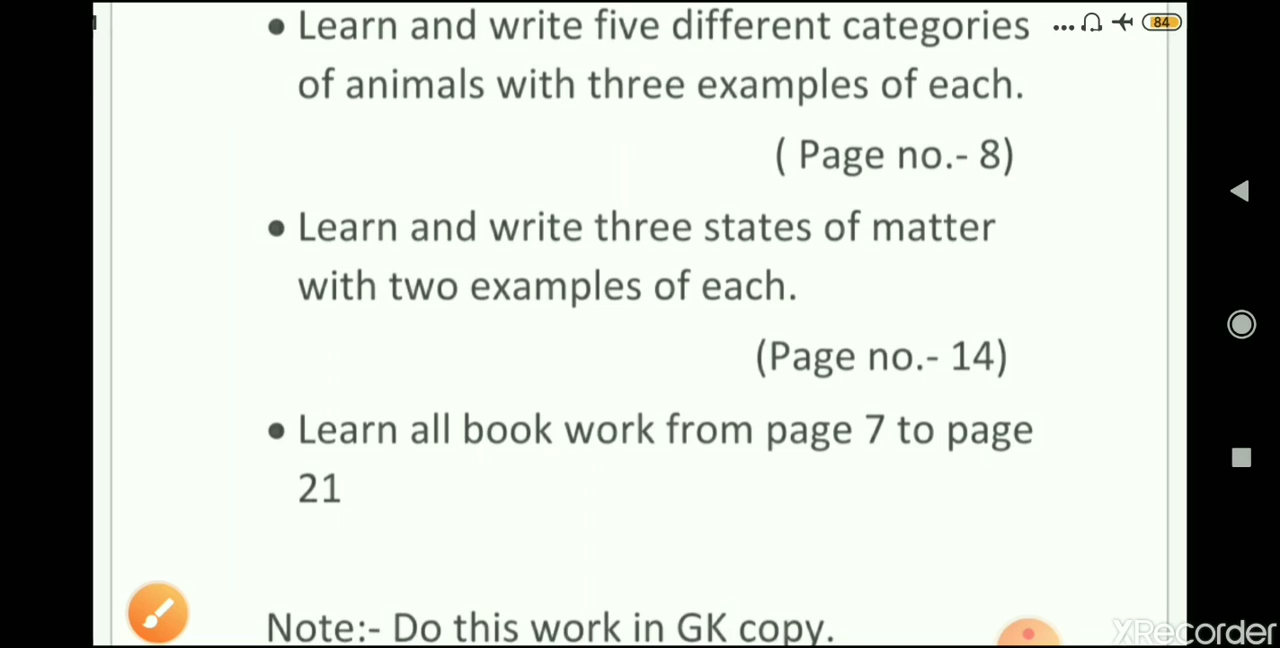 • Learn and write five different categories
of animals with three examples of each.
( Page no.- 8)
• Learn and write three states of matter
with two examples of each.
(Page no.- 14)
• Learn all book work from page 7 to page
21
Note:- Do this work in GK copy.
84
XRecorder